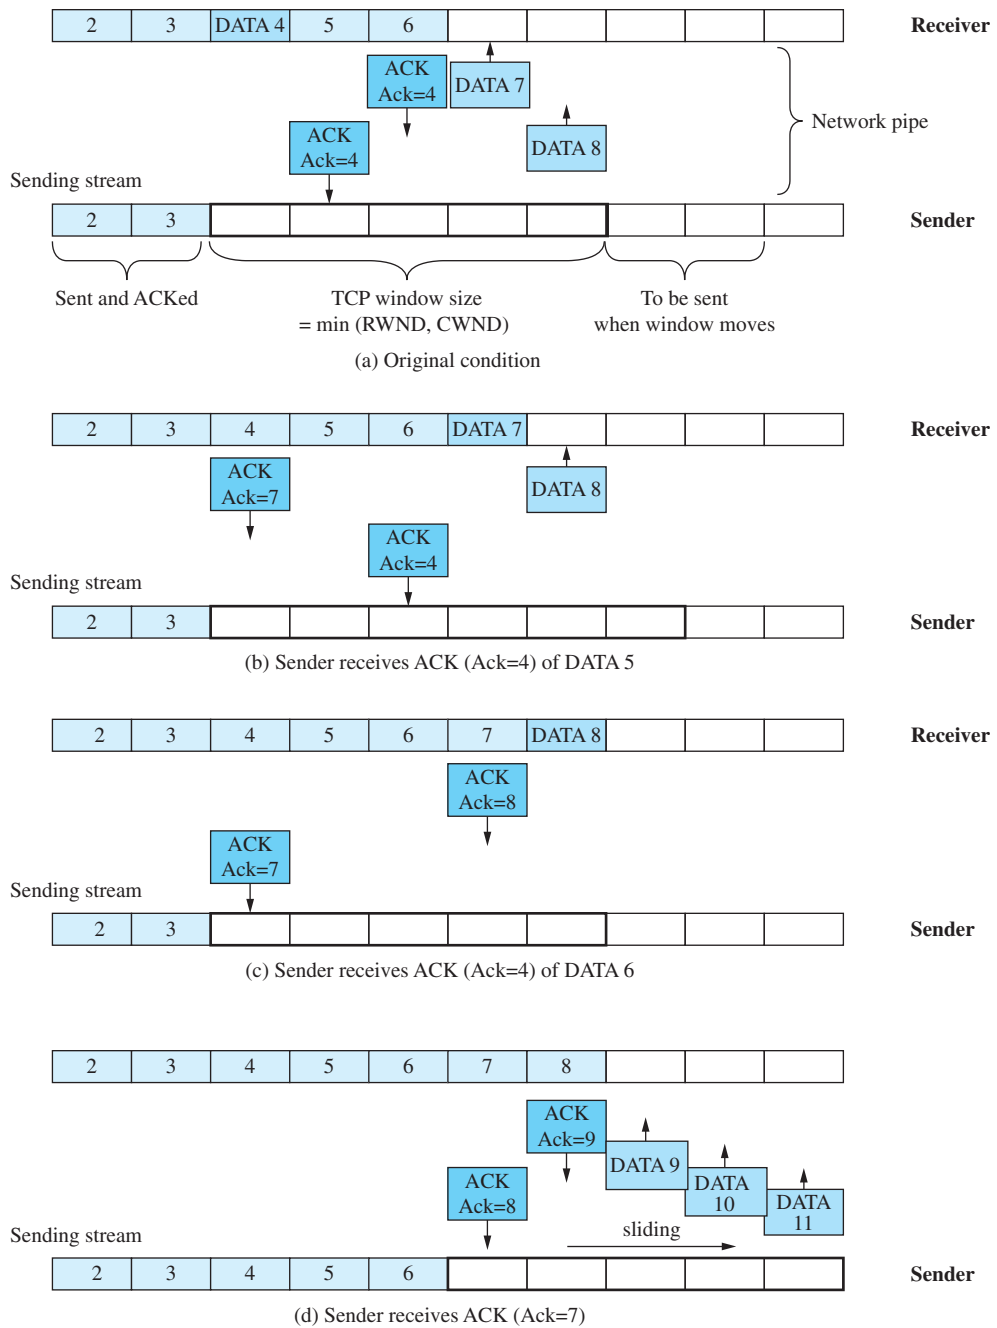 2 3 DATA 4 5 6 Receiver
ACK
Ack=4
DATA 7
Network pipe
ACK
Ack=4
DATA 8
Sending stream
2 3 Sender
Sent and ACKed
TCP window size
= min (RWND, CWND)
To be sent
when window moves
(a) Original condition
2 3 4 5 6 DATA 7 Receiver
ACK
Ack=7
DATA 8
ACK
Ack=4
Sending stream
2 3 Sender
(b) Sender receives ACK (Ack=4) of DATA 5
2 3 4 5 6 7 DATA 8 Receiver
ACK
Ack=8
ACK
Ack=7
Sending stream
2 3 Sender
(c) Sender receives ACK (Ack=4) of DATA 6
2 3 4 5 6 7 8
ACK
Ack=9
DATA 9
ACK
Ack=8
DATA
10
DATA
11
Sending stream
sliding
2 3 4 5 6 Sender
(d) Sender receives ACK (Ack=7)